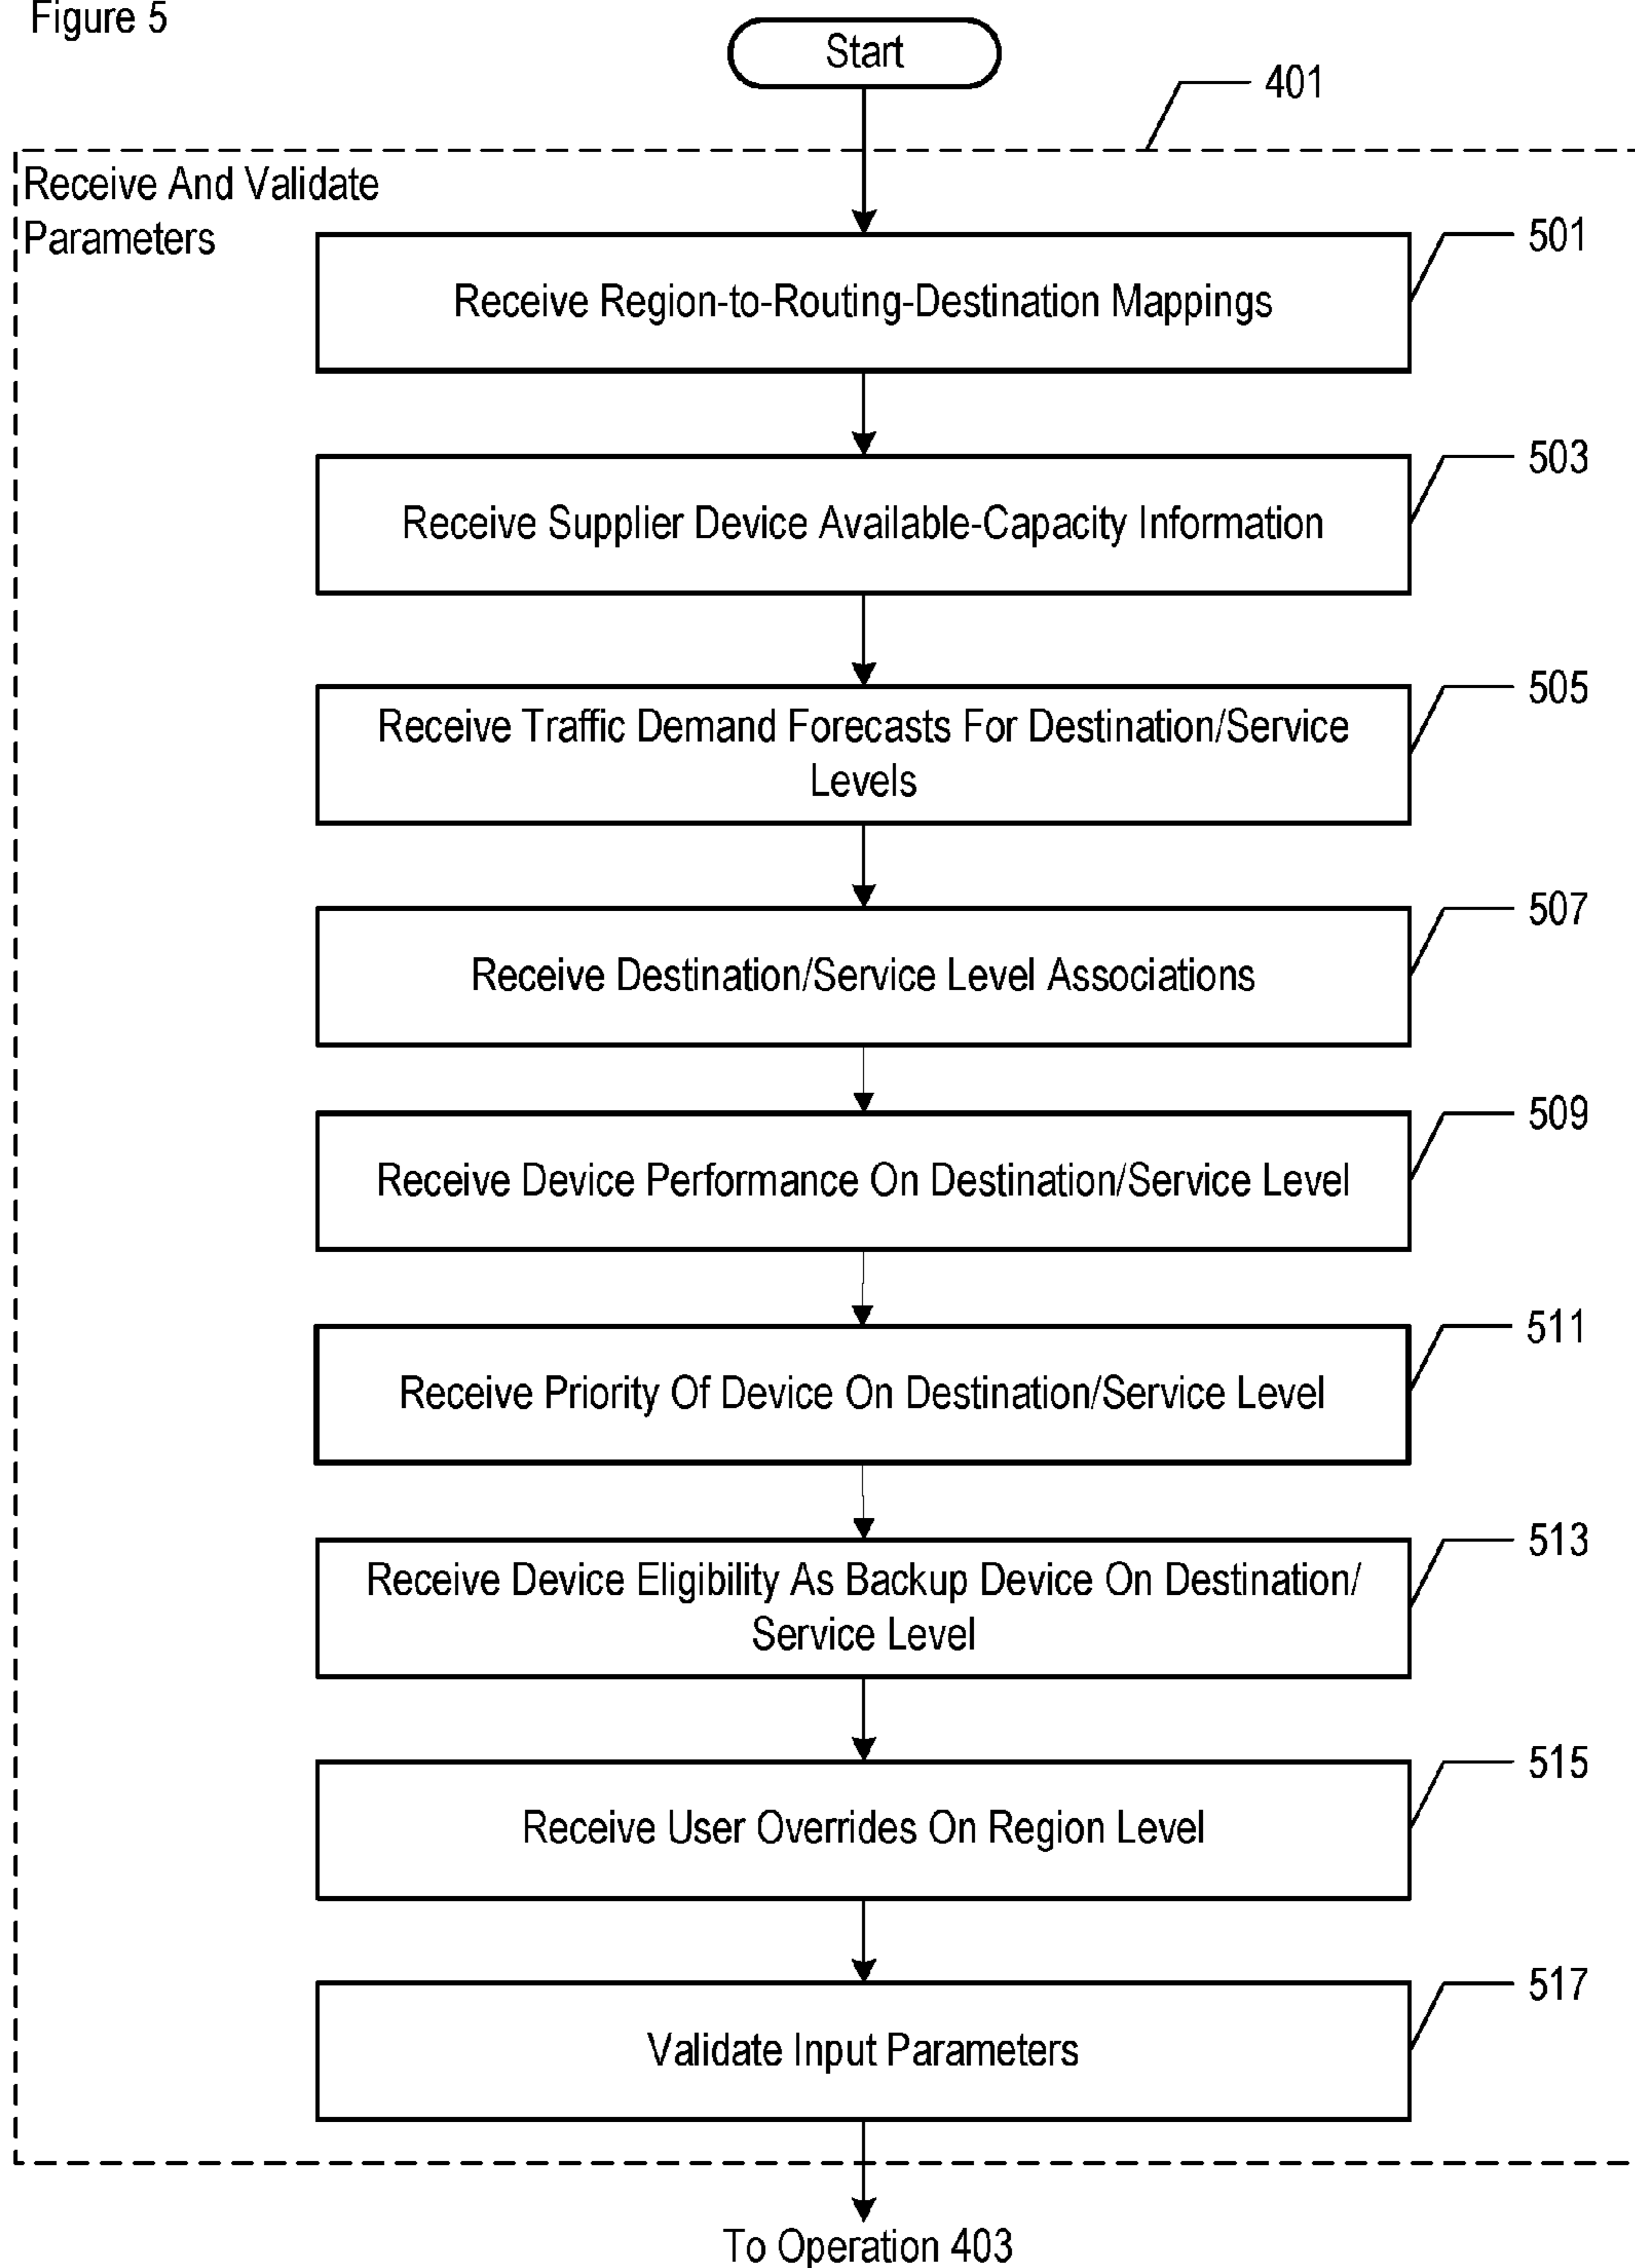 Figure 5
Start
401
Receive And Validate
Parameters
501
Receive Region-to-Routing-Destination Mappings
503
Receive Supplier Device Available-Capacity Information
505
Receive Traffic Demand Forecasts For Destination/Service
Levels
507
Receive Destination/Service Level Associations
509
Receive Device Performance On Destination/Service Level
511
Receive Priority Of Device On Destination/Service Level
513
Receive Device Eligibility As Backup Device On Destination/
Service Level
515
Receive User Overrides On Region Level
517
Validate Input Parameters
To Operation 403